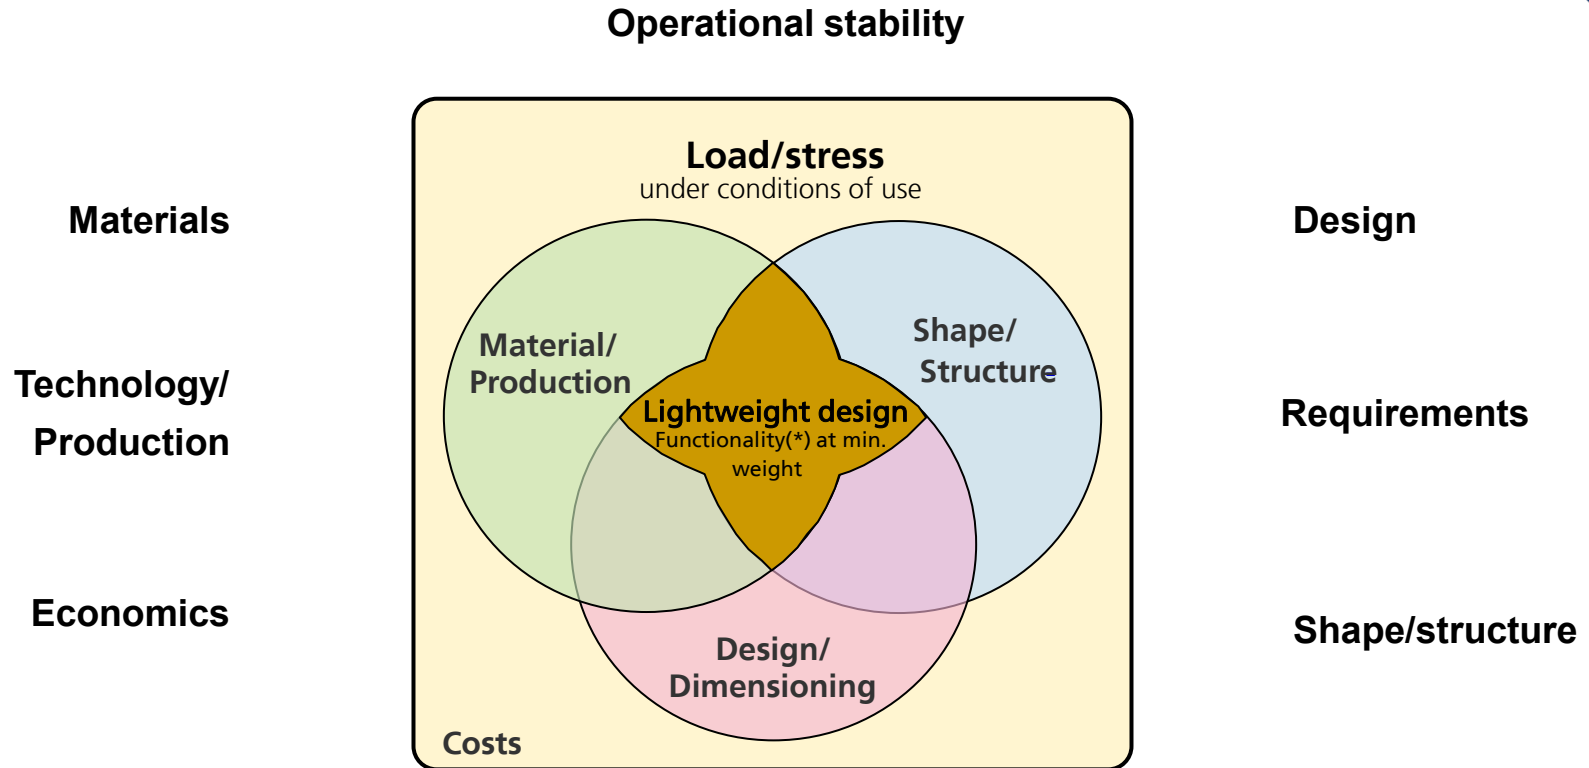 Operational stability
Load/stress
under conditions of use
Materials
Design
Material/
Production
Shape/
Structure
Technology/
Production
Lightweight design
Functionality(*) at min.
weight
Requirements
Economics
Shape/structure
Design/
Dimensioning
Costs